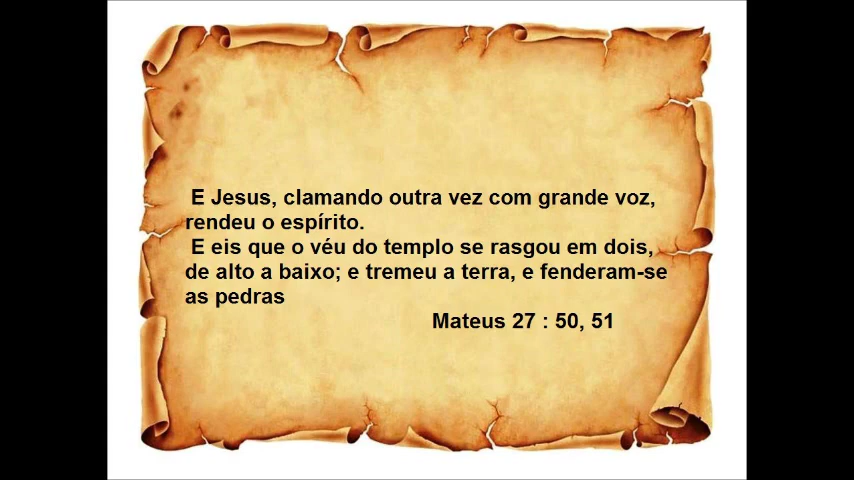 E Jesus, clamando outra vez com grande voz,
rendeu o espírito.
E eis que o véu do templo se rasgou em dois,
de alto a baixo; e tremeu a terra, e fenderam-se
as pedras
Mateus 27 : 50, 51